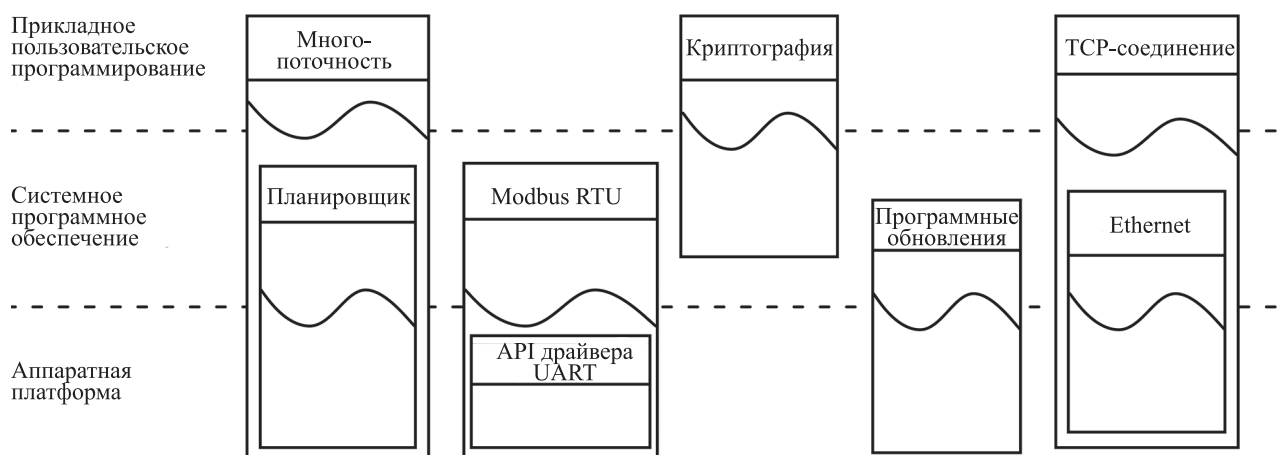 Прикладное
пользовательское
программирование
Много-
поточность
Криптография
TCP-соединение
Системное
программное
обеспечение
Планировщик
Modbus RTU
Программные
обновления
Ethernet
Аппаратная
платформа
API драйвера
UART